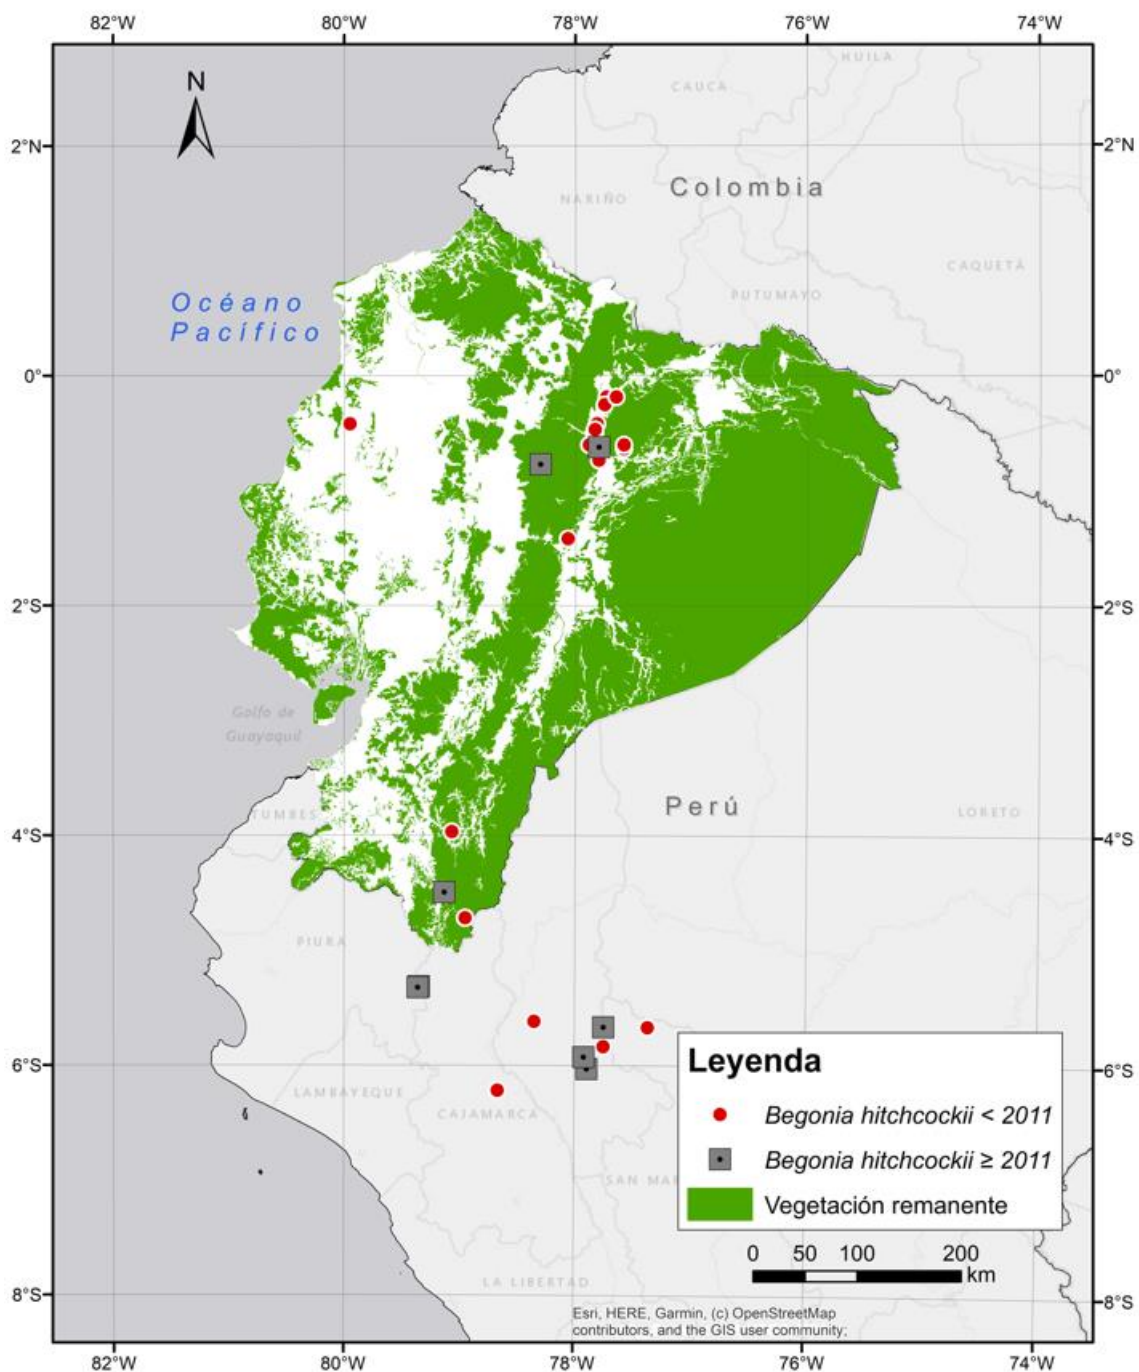 82°W 80°W 78°W 76°W 74°W
N
HUILA
CAUCA
2°N 2°N
Colombia
NARIÑO
CAQUETÁ
PUTUMAYO
Océano
Pacífico
0° 0°
2°S 2°S
Golfo de
Guayaquil
Perú
TUMBES
LORETO
4°S 4°S
PIURA
Leyenda
6°S 6°S
LAMBAYEQUE
CAJAMARCA
Begonia hitchcockii < 2011
Begonia hitchcockii ≥ 2011
SAN MAR
Vegetación remanente
0 50 100 200
km
LA LIBERTAD
8°S 8°S
Esri, HERE, Garmin, (c) OpenStreetMap
contributors, and the GIS user community;
82°W 80°W 78°W 76°W 74°W